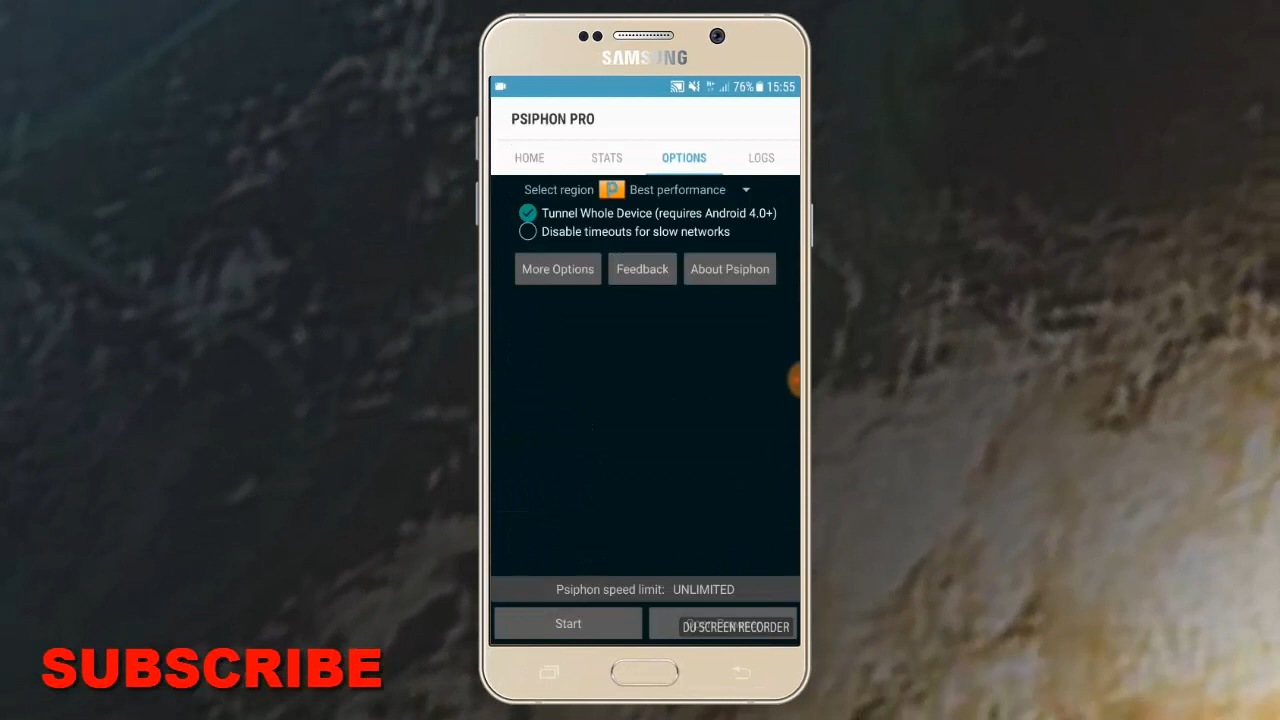 SAMSUNG
76% 15:55
PSIPHON PRO
HOME STATS OPTIONS LOGS
Select region P Best performance
Tunnel Whole Device (requires Android 4.0+)
Disable timeouts for slow networks
More Options Feedback About Psiphon
Psiphon speed limit: UNLIMITED
Start
DU SCREEN RECORDER
SUBSCRIBE